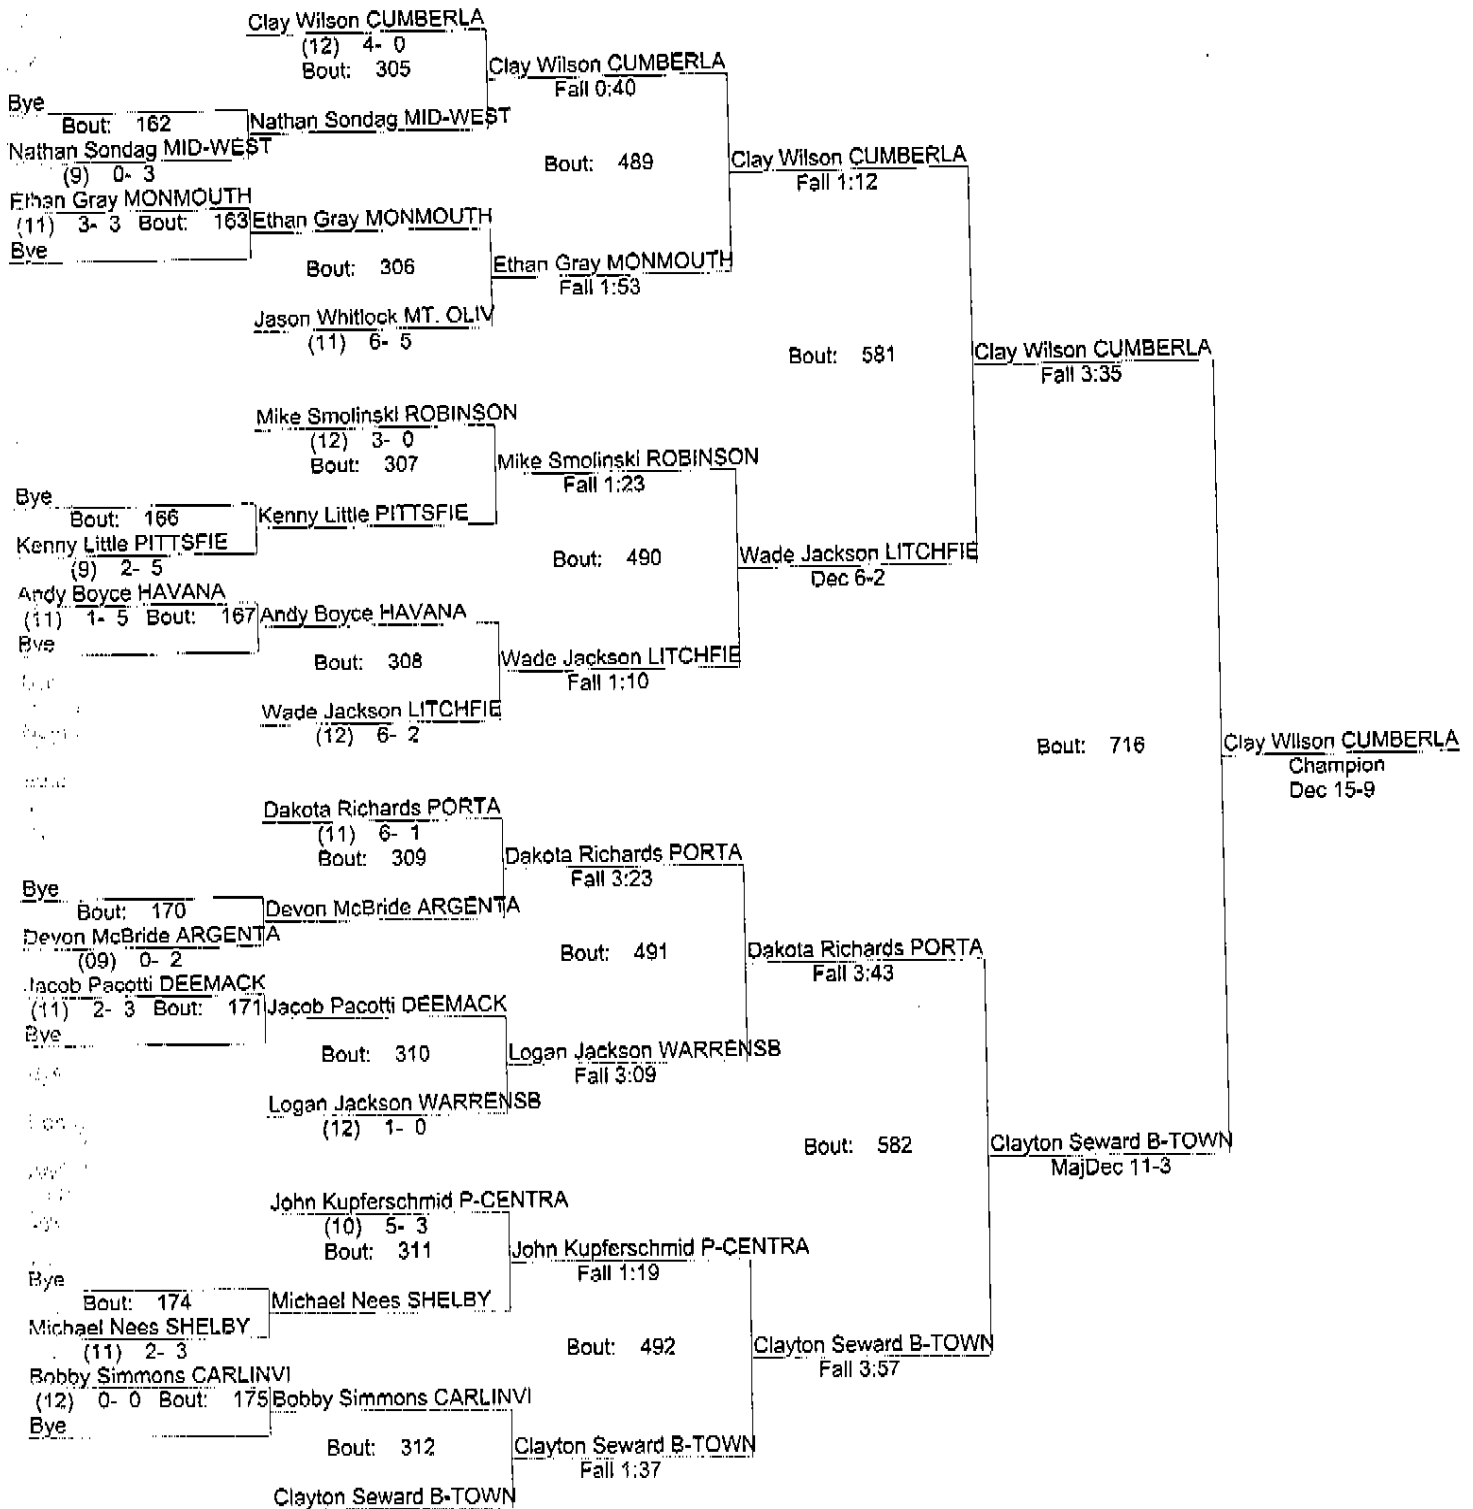 Clay Wilson CUMBERLA
(12) 4- 0
Bout: 305
Clay Wilson CUMBERLA
Fall 0:40
Bye
Bout: 162
Nathan Sondag MID-WEST
Nathan Sondag MID-WEST
(9) 0- 3
Bout: 489
Clay Wilson CUMBERLA
Fall 1:12
Ethan Gray MONMOUTH
(11) 3- 3 Bout: 163
Ethan Gray MONMOUTH
Bye
Bout: 306
Ethan Gray MONMOUTH
Fall 1:53
Jason Whitlock MT. OLIV
(11) 6- 5
Bout: 581
Clay Wilson CUMBERLA
Fall 3:35
Mike Smolinski ROBINSON
(12) 3- 0
Bout: 307
Mike Smolinski ROBINSON
Fall 1:23
Bye
Bout: 166
Kenny Little PITTSFIE
Kenny Little PITTSFIE
(9) 2- 5
Bout: 490
Wade Jackson LITCHFIE
Dec 6-2
Andy Boyce HAVANA
(11) 1- 5 Bout: 167
Andy Boyce HAVANA
Bye
Bout: 308
Wade Jackson LITCHFIE
Fall 1:10
Wade Jackson LITCHFIE
(12) 6- 2
Bout: 716
Clay Wilson CUMBERLA
Champion
Dec 15-9
Dakota Richards PORTA
(11) 6- 1
Bout: 309
Dakota Richards PORTA
Fall 3:23
Bye
Bout: 170
Devon McBride ARGENTA
Devon McBride ARGENTA
(09) 0- 2
Bout: 491
Dakota Richards PORTA
Fall 3:43
Jacob Pacotti DEEMACK
(11) 2- 3 Bout: 171
Jacob Pacotti DEEMACK
Bye
Bout: 310
Logan Jackson WARRENSB
Fall 3:09
Logan Jackson WARRENSB
(12) 1- 0
Bout: 582
Clayton Seward B-TOWN
MajDec 11-3
John Kupferschmid P-CENTRA
(10) 5- 3
Bout: 311
John Kupferschmid P-CENTRA
Fall 1:19
Bye
Bout: 174
Michael Nees SHELBY
Michael Nees SHELBY
(11) 2- 3
Bout: 492
Clayton Seward B-TOWN
Fall 3:57
Bobby Simmons CARLINVI
(12) 0- 0 Bout: 175
Bobby Simmons CARLINVI
Bye
Bout: 312
Clayton Seward B-TOWN
Fall 1:37
Clayton Seward B-TOWN